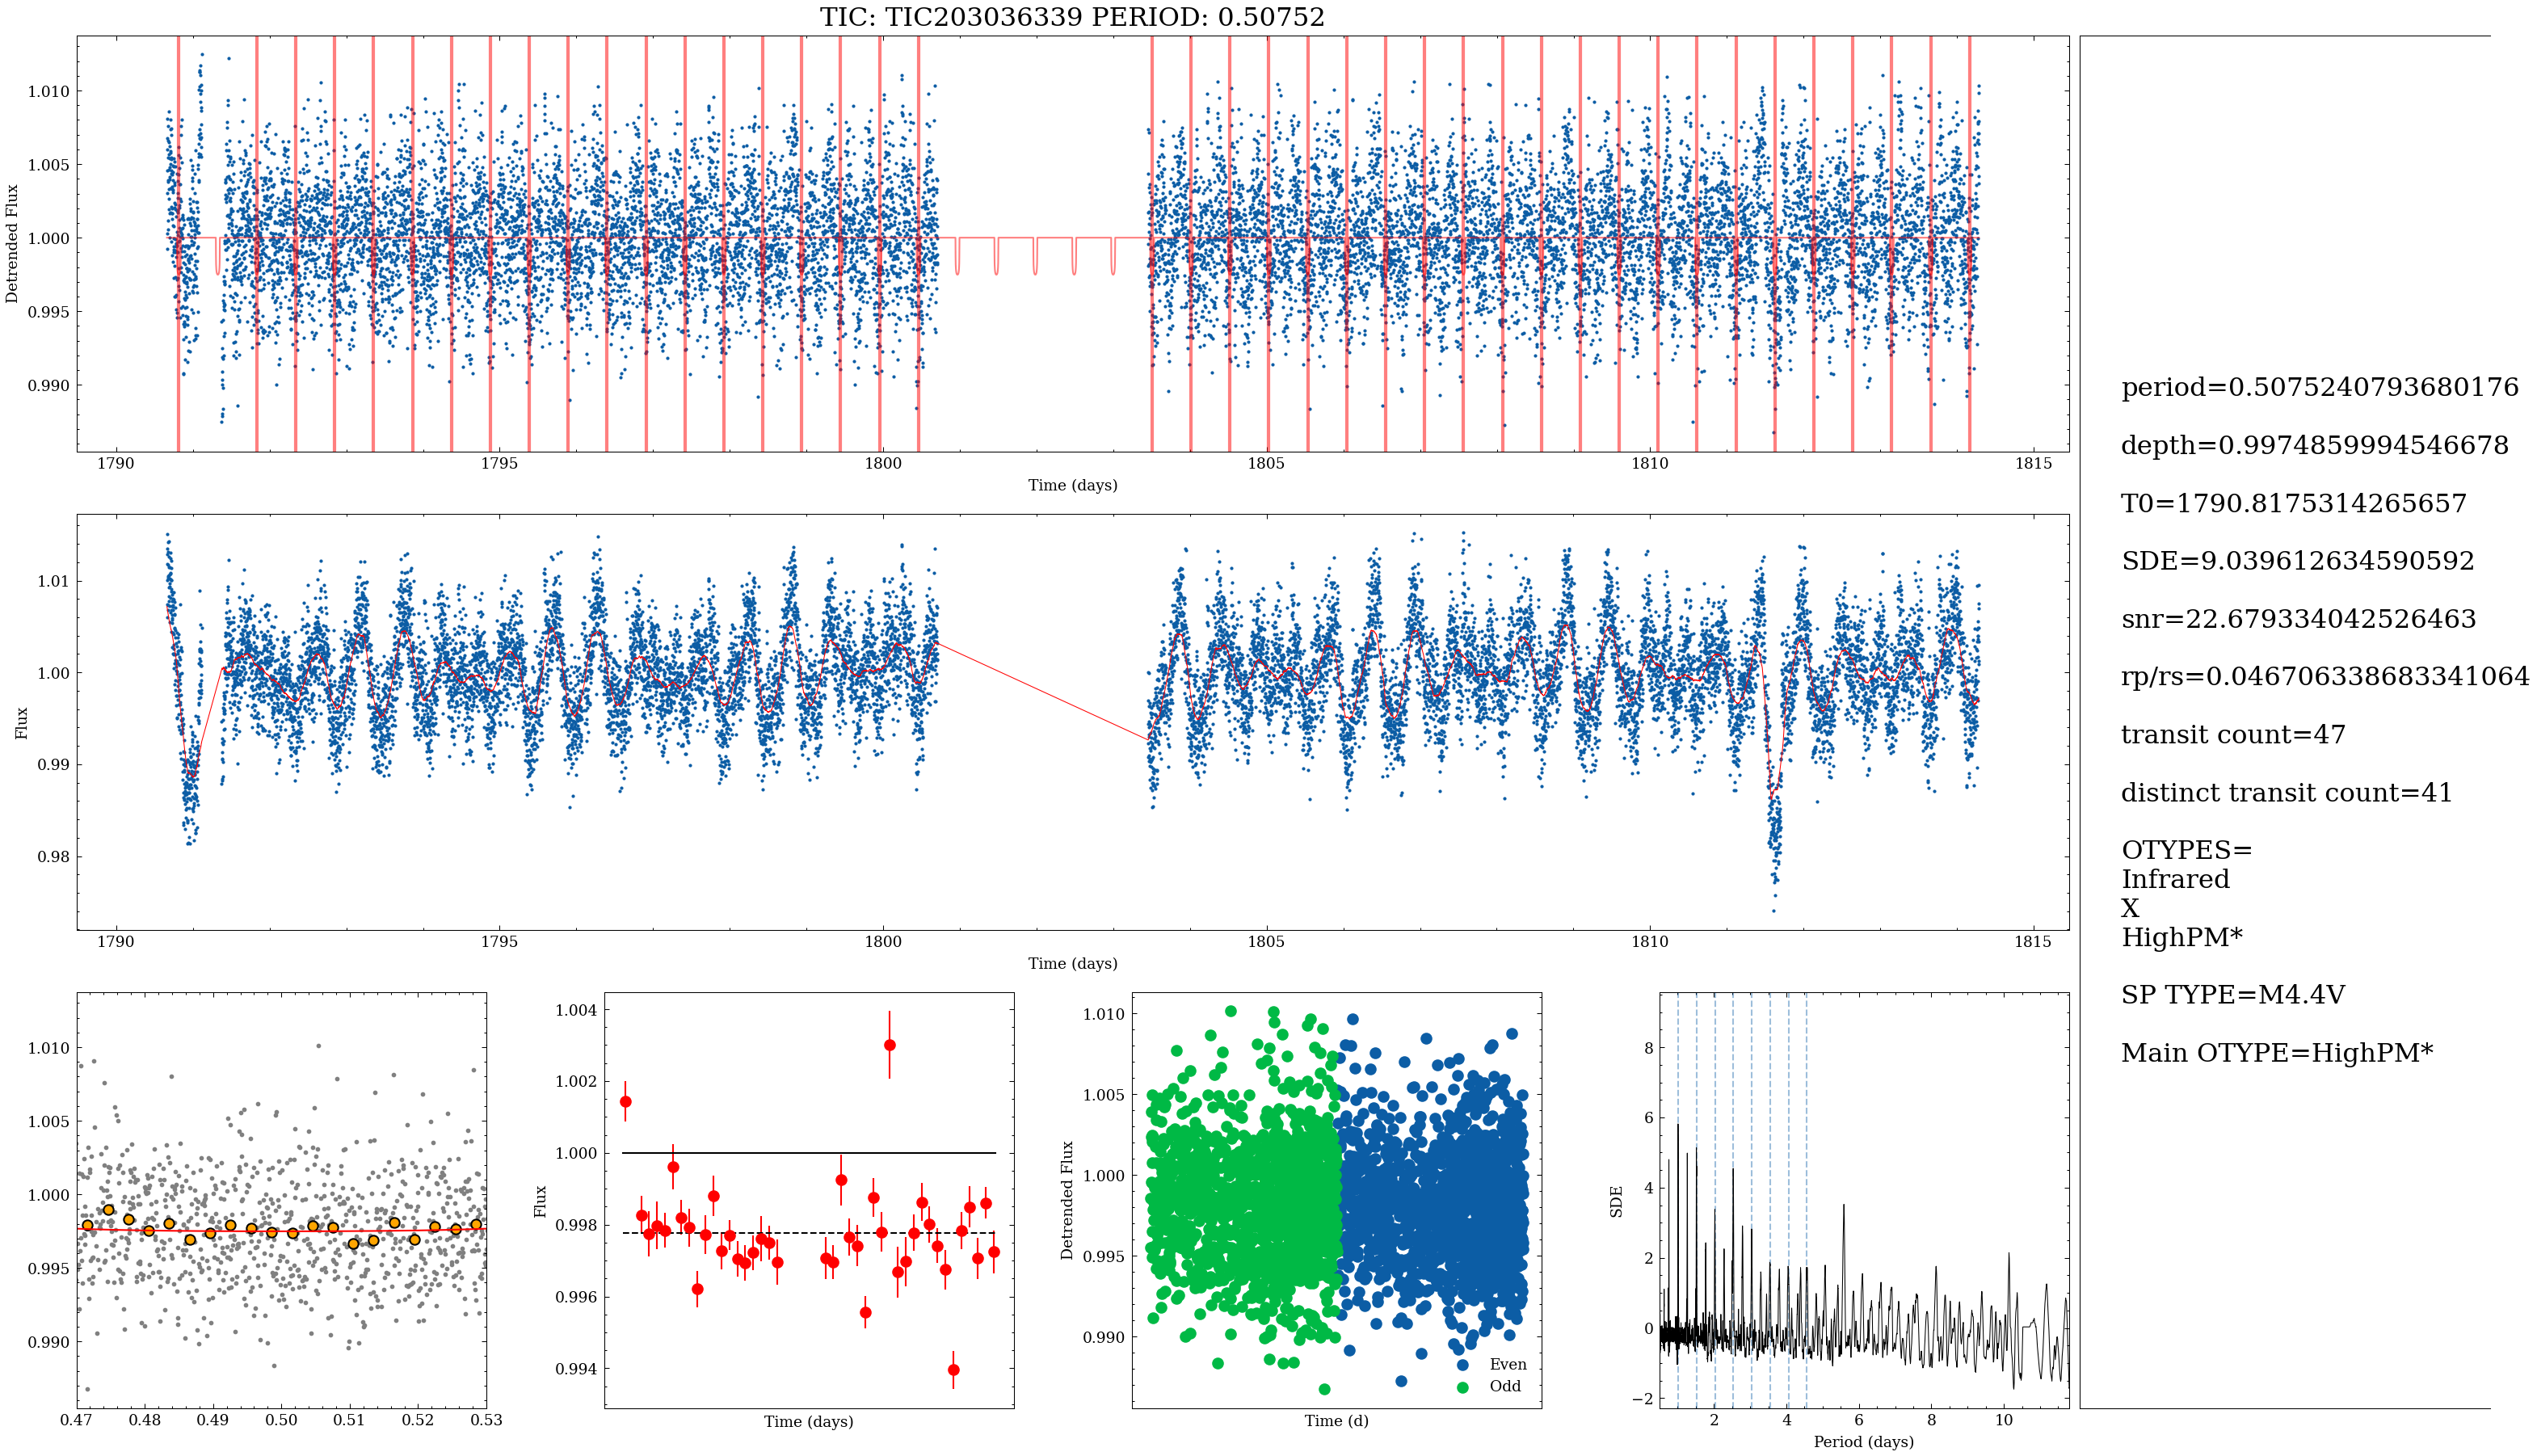 TIC: TIC203036339 PERIOD: 0.50752
1.010
1.005
1.000
0.995
0.990
Detrended Flux
1790
1795
1800
1805
1810
1815
Time (days)
1.01
1.00
0.99
0.98
Flux
1790
1795
1800
1805
1810
1815
Time (days)
1.010
1.005
1.000
0.995
0.990
0.47
0.48
0.49
0.50
0.51
0.52
0.53
1.004
1.002
1.000
0.998
0.996
0.994
Flux
Time (days)
1.010
1.005
1.000
0.995
0.990
Detrended Flux
Even
Odd
Time (d)
8
6
4
2
0
−2
SDE
2
4
6
8
10
Period (days)
period=0.5075240793680176
depth=0.9974859994546678
T0=1790.8175314265657
SDE=9.039612634590592
snr=22.679334042526463
rp/rs=0.046706338683341064
transit count=47
distinct transit count=41
OTYPES=
Infrared
X
HighPM*
SP TYPE=M4.4V
Main OTYPE=HighPM*